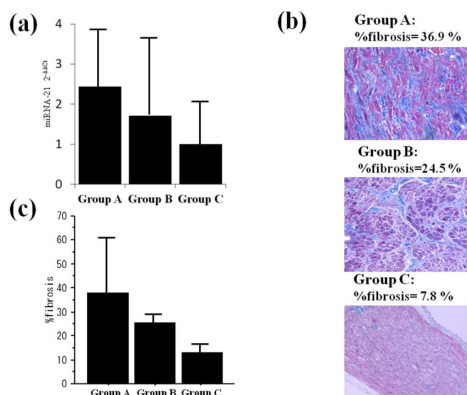 (a)
miRNA-21 2^-ΔΔCt
4
3
2
1
0
Group A Group B Group C
(c)
%fibrosis
70
60
50
40
30
20
10
0
Group A Group B Group C
(b)
Group A:
%fibrosis= 36.9 %
Group B:
%fibrosis=24.5 %
Group C:
%fibrosis= 7.8 %